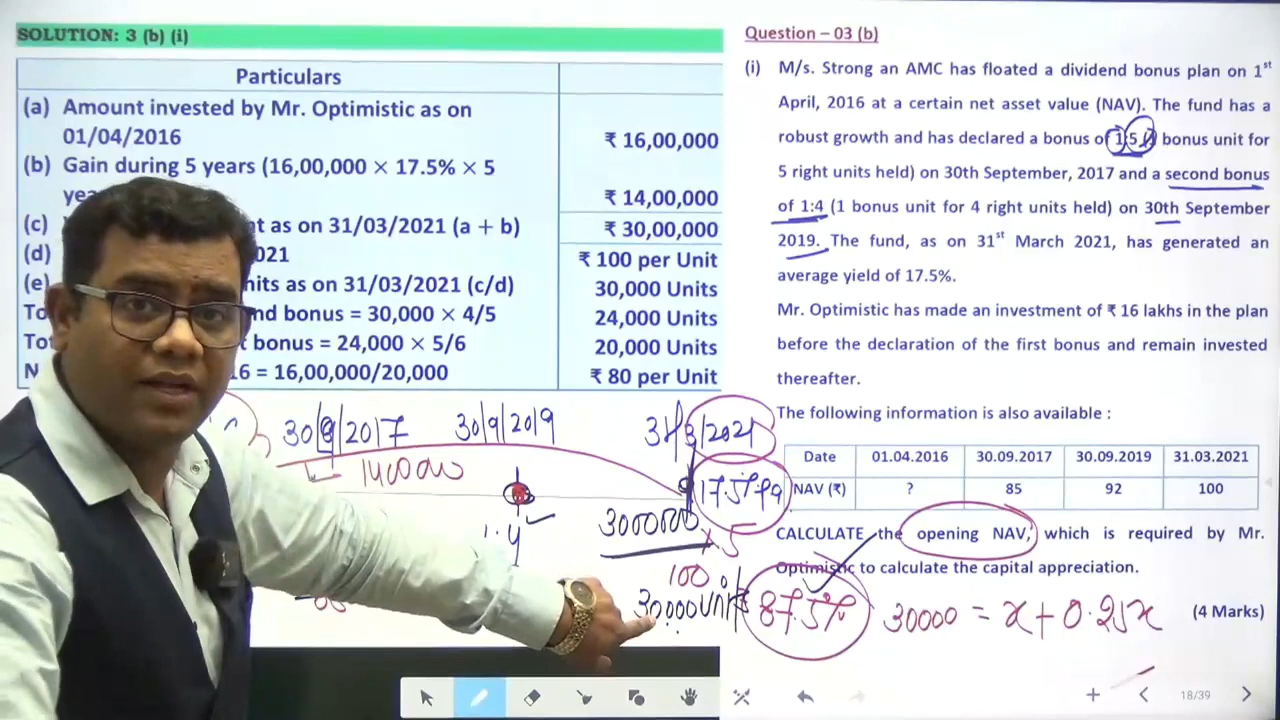 SOLUTION: 3 (b) (i)
Particulars
(a) Amount invested by Mr. Optimistic as on
01/04/2016
₹ 16,00,000
(b) Gain during 5 years (16,00,000 × 17.5% × 5
yea
₹ 14,00,000
(c) nt as on 31/03/2021 (a + b)
₹ 30,00,000
(d) 021
₹ 100 per Unit
(e) nits as on 31/03/2021 (c/d)
30,000 Units
To nd bonus = 30,000 × 4/5
24,000 Units
Tot t bonus = 24,000 × 5/6
20,000 Units
N 16 = 16,00,000/20,000
₹ 80 per Unit
30/9/2017 30/9/2019 31/3/2021
1400000
17.5% pa
3000000
× 5
1:4
100
30000 units
87.5%
30000 = x + 0.25x
Question – 03 (b)
(i) M/s. Strong an AMC has floated a dividend bonus plan on 1st
April, 2016 at a certain net asset value (NAV). The fund has a
robust growth and has declared a bonus of 1:5 (1 bonus unit for
5 right units held) on 30th September, 2017 and a second bonus
of 1:4 (1 bonus unit for 4 right units held) on 30th September
2019. The fund, as on 31st March 2021, has generated an
average yield of 17.5%.
Mr. Optimistic has made an investment of ₹ 16 lakhs in the plan
before the declaration of the first bonus and remain invested
thereafter.
The following information is also available :
Date 01.04.2016 30.09.2017 30.09.2019 31.03.2021
NAV (₹) ? 85 92 100
CALCULATE the opening NAV, which is required by Mr.
Optimistic to calculate the capital appreciation.
(4 Marks)
18/39